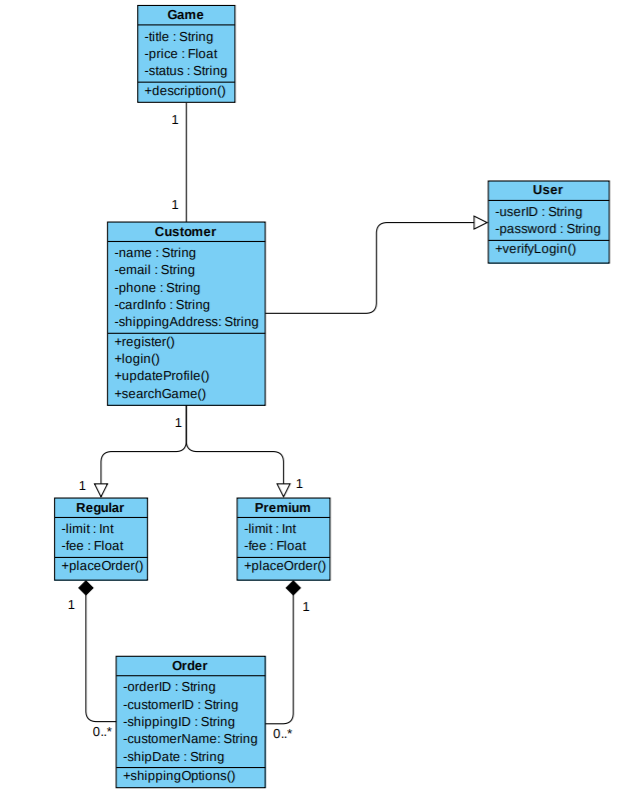 Game
-title : String
-price : Float
-status : String
+description()
1
1
User
-userID : String
-password : String
+verifyLogin()
Customer
-name : String
-email : String
-phone : String
-cardInfo : String
-shippingAddress: String
+register()
+login()
+updateProfile()
+searchGame()
1
1
1
Regular
-limit : Int
-fee : Float
+placeOrder()
Premium
-limit : Int
-fee : Float
+placeOrder()
1
1
Order
-orderID : String
-customerID : String
-shippingID : String
-customerName: String
-shipDate : String
+shippingOptions()
0..*
0..*